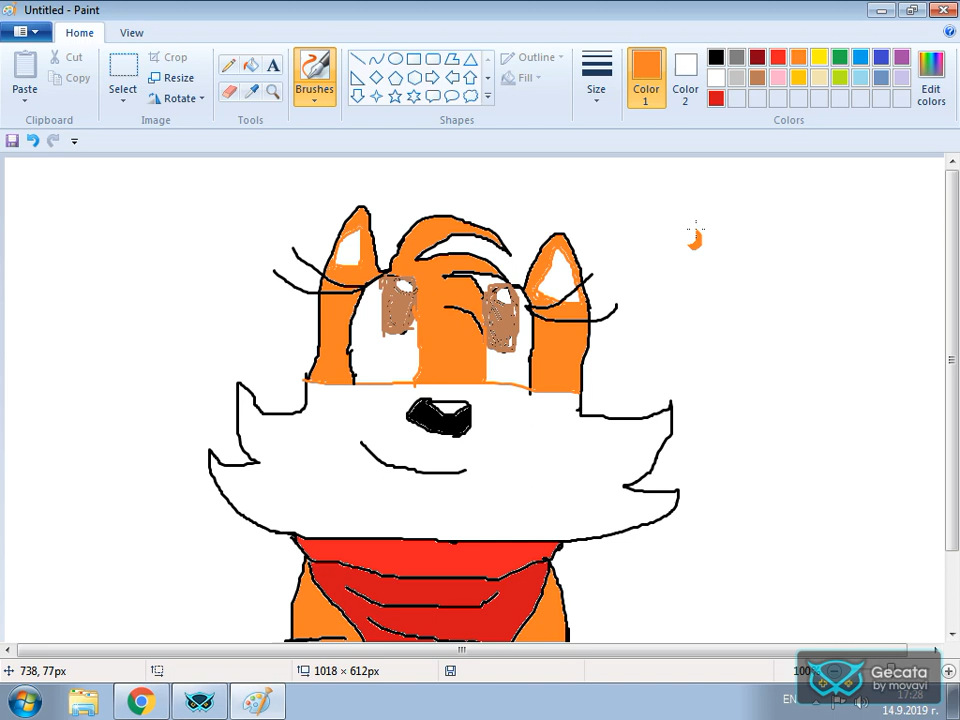 Untitled - Paint
Home
View
Paste
Cut
Copy
Clipboard
Select
Crop
Resize
Rotate
Image
A
Tools
Brushes
Outline
Fill
Shapes
Size
Color 1
Color 2
Edit colors
Colors
738, 77px
1018 × 612px
100%
Gecata
by movavi
EN
17:28
14.9.2019 г.